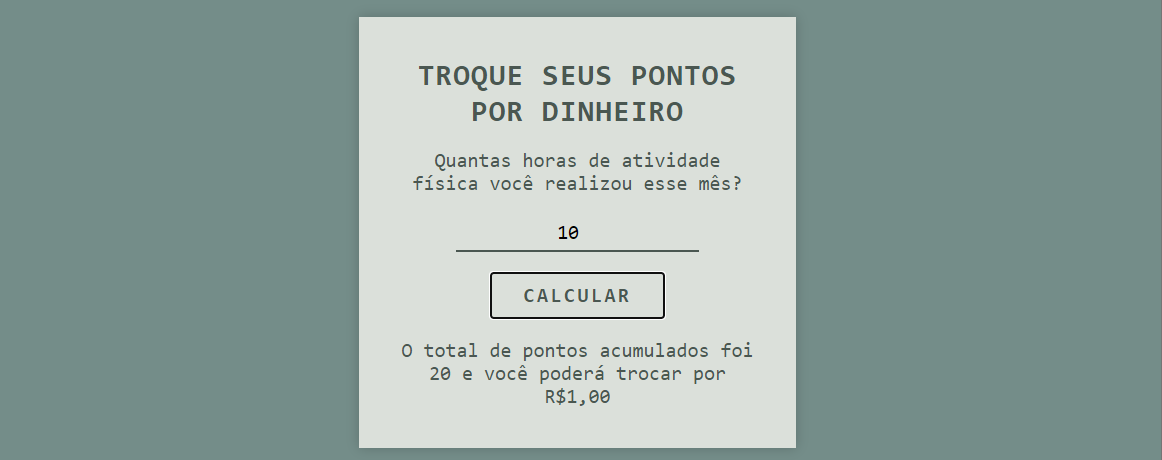 TROQUE SEUS PONTOS
POR DINHEIRO
Quantas horas de atividade
física você realizou esse mês?
10
CALCULAR
O total de pontos acumulados foi
20 e você poderá trocar por
R$1,00